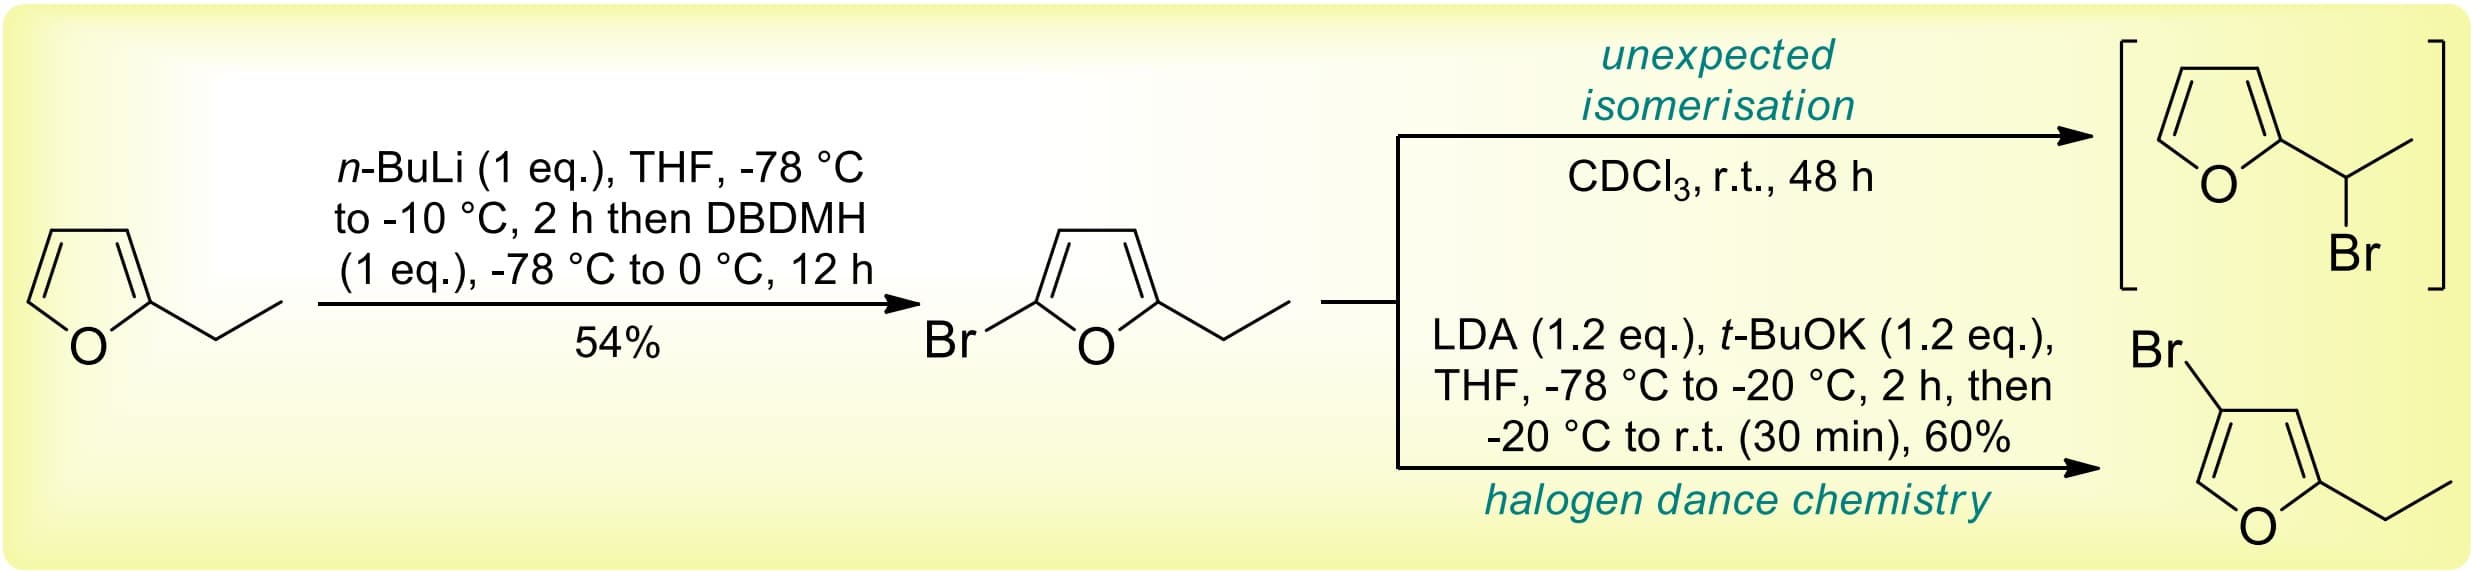 n-BuLi (1 eq.), THF, -78 °C
to -10 °C, 2 h then DBDMH
(1 eq.), -78 °C to 0 °C, 12 h
54%
O
Br
O
unexpected
isomerisation
CDCl₃, r.t., 48 h
O
Br
LDA (1.2 eq.), t-BuOK (1.2 eq.),
THF, -78 °C to -20 °C, 2 h, then
-20 °C to r.t. (30 min), 60%
halogen dance chemistry
Br
O